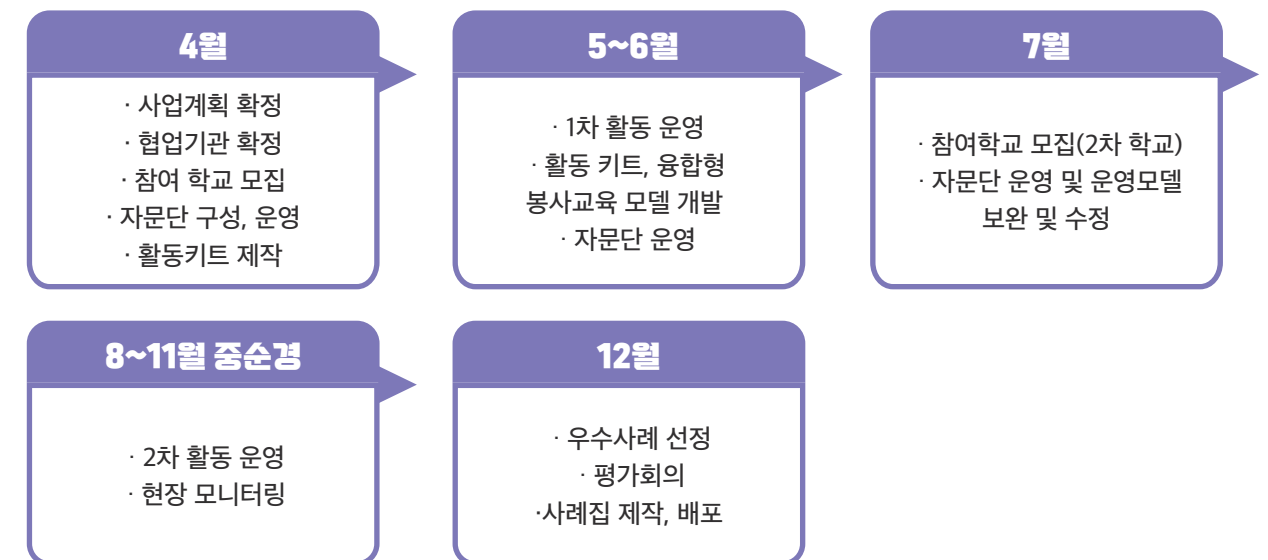 4월
· 사업계획 확정
· 협업기관 확정
· 참여 학교 모집
· 자문단 구성, 운영
· 활동키트 제작
5~6월
· 1차 활동 운영
· 활동 키트, 융합형
봉사교육 모델 개발
· 자문단 운영
7월
· 참여학교 모집(2차 학교)
· 자문단 운영 및 운영모델
보완 및 수정
8~11월 중순경
· 2차 활동 운영
· 현장 모니터링
12월
· 우수사례 선정
· 평가회의
·사례집 제작, 배포